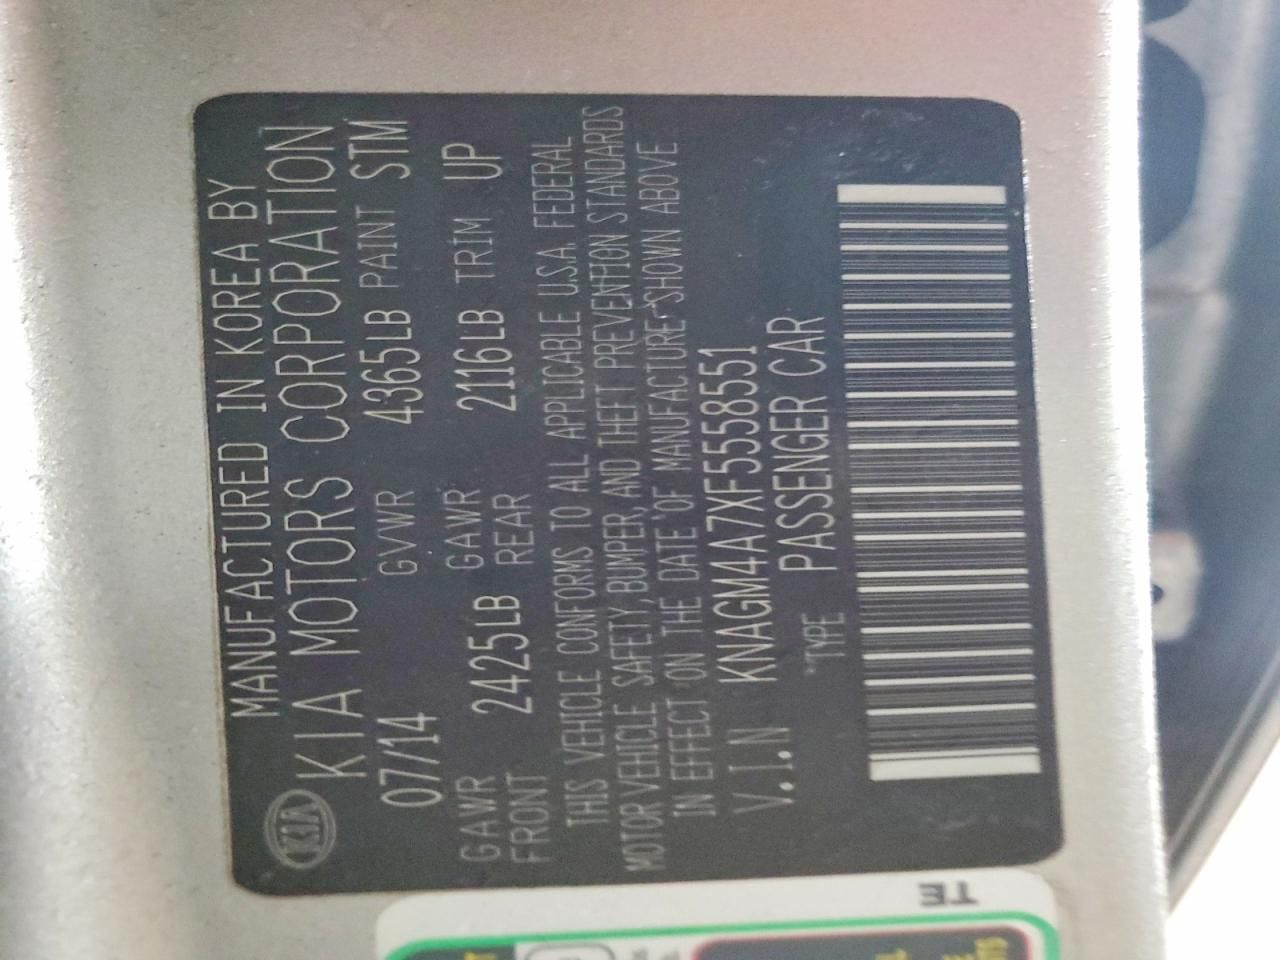 MANUFACTURED IN KOREA BY
KIA
KIA MOTORS CORPORATION
07/14 GVWR 4365LB PAINT STM
GAWR FRONT 2425LB GAWR REAR 2116LB TRIM UP
THIS VEHICLE CONFORMS TO ALL APPLICABLE U.S.A. FEDERAL
MOTOR VEHICLE SAFETY, BUMPER, AND THEFT PREVENTION STANDARDS
IN EFFECT ON THE DATE OF MANUFACTURE SHOWN ABOVE
V.I.N KNAGM4A7XF5558551
TYPE PASSENGER CAR
TE